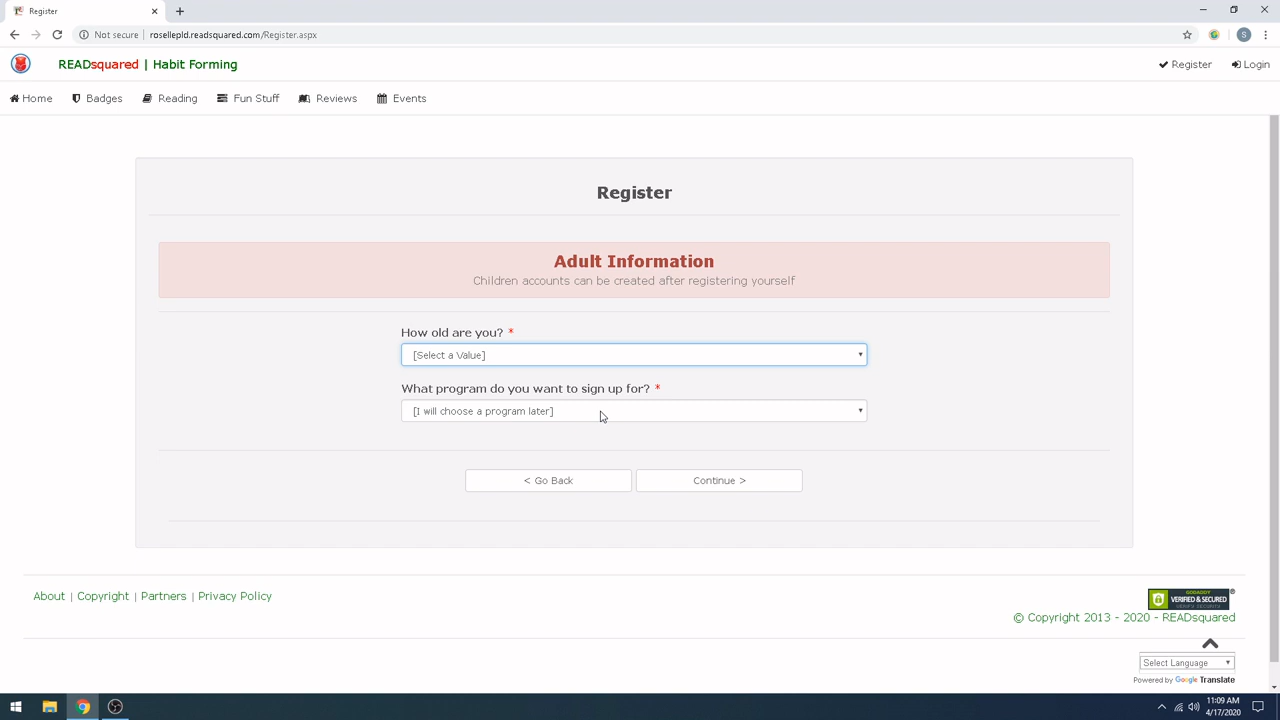 Register
Not secure | rosellepld.readsquared.com/Register.aspx
S
READsquared | Habit Forming
Register
Login
Home
Badges
Reading
Fun Stuff
Reviews
Events
Register
Adult Information
Children accounts can be created after registering yourself
How old are you? *
[Select a Value]
What program do you want to sign up for? *
[I will choose a program later]
< Go Back
Continue >
About | Copyright | Partners | Privacy Policy
GODADDY
VERIFIED & SECURED
VERIFY SECURITY
© Copyright 2013 - 2020 - READsquared
Select Language
Powered by Google Translate
11:09 AM
4/17/2020